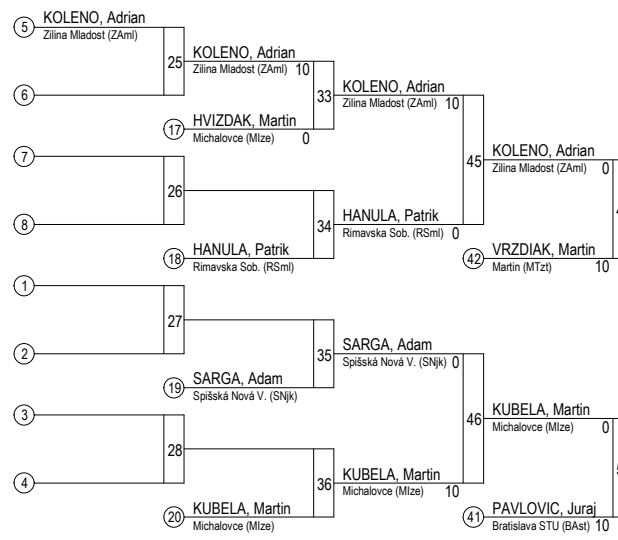 5 KOLENO, Adrian
Zilina Mladost (ZAml)
25
6
KOLENO, Adrian
Zilina Mladost (ZAml) 10
33
17 HVIZDAK, Martin
Michalovce (MIze) 0
KOLENO, Adrian
Zilina Mladost (ZAml) 10
45
7
26
8
34
18 HANULA, Patrik
Rimavska Sob. (RSml)
HANULA, Patrik
Rimavska Sob. (RSml) 0
KOLENO, Adrian
Zilina Mladost (ZAml) 0
42 VRZDIAK, Martin
Martin (MTzt) 10
1
27
2
35
19 SARGA, Adam
Spišská Nová V. (SNjk)
SARGA, Adam
Spišská Nová V. (SNjk) 0
46
3
28
4
36
20 KUBELA, Martin
Michalovce (MIze)
KUBELA, Martin
Michalovce (MIze) 10
KUBELA, Martin
Michalovce (MIze) 0
41 PAVLOVIC, Juraj
Bratislava STU (BAst) 10